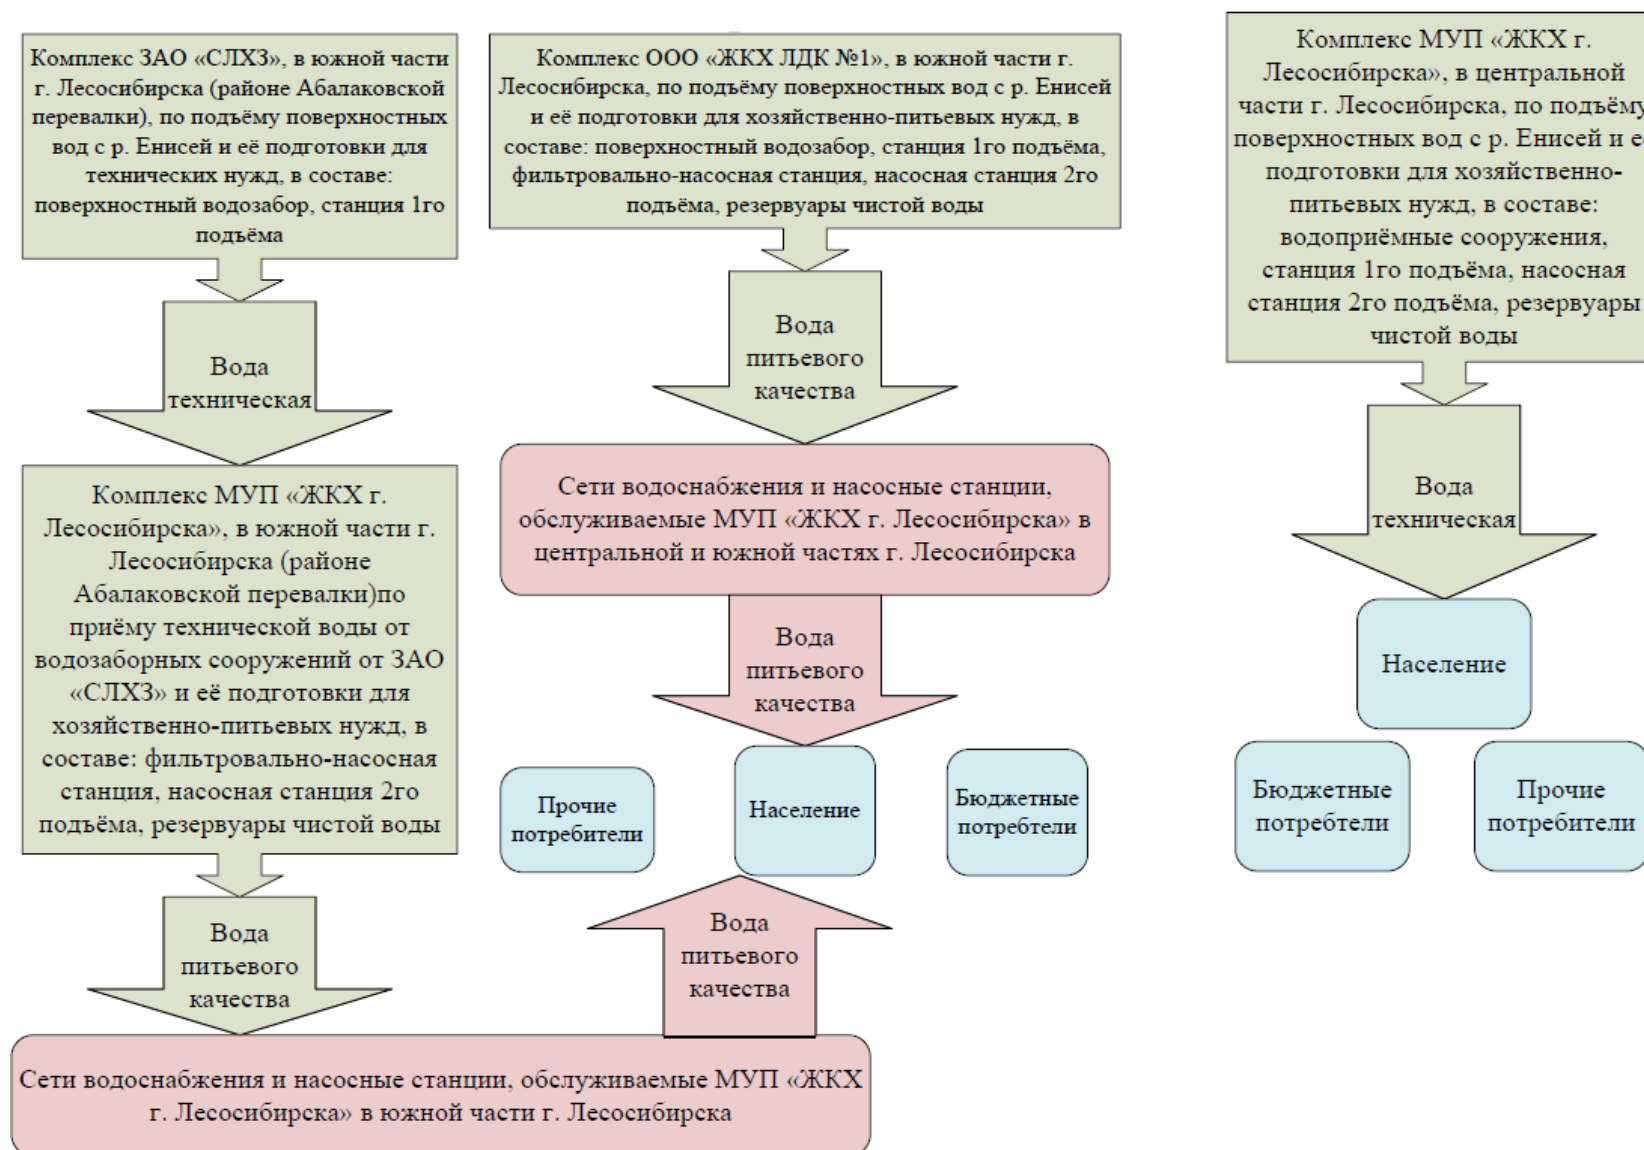 Комплекс ЗАО «СЛХЗ», в южной части
г. Лесосибирска (районе Абалаковской
перевалки), по подъёму поверхностных
вод с р. Енисей и её подготовки для
технических нужд, в составе:
поверхностный водозабор, станция 1го
подъёма
Вода
техническая
Комплекс МУП «ЖКХ г.
Лесосибирска», в южной части г.
Лесосибирска (районе
Абалаковской перевалки)по
приёму технической воды от
водозаборных сооружений от ЗАО
«СЛХЗ» и её подготовки для
хозяйственно-питьевых нужд, в
составе: фильтровально-насосная
станция, насосная станция 2го
подъёма, резервуары чистой воды
Вода
питьевого
качества
Сети водоснабжения и насосные станции, обслуживаемые МУП «ЖКХ
г. Лесосибирска» в южной части г. Лесосибирска
Вода
питьевого
качества
Комплекс ООО «ЖКХ ЛДК №1», в южной части г.
Лесосибирска, по подъёму поверхностных вод с р. Енисей
и её подготовки для хозяйственно-питьевых нужд, в
составе: поверхностный водозабор, станция 1го подъёма,
фильтровально-насосная станция, насосная станция 2го
подъёма, резервуары чистой воды
Вода
питьевого
качества
Сети водоснабжения и насосные станции,
обслуживаемые МУП «ЖКХ г. Лесосибирска» в
центральной и южной частях г. Лесосибирска
Вода
питьевого
качества
Прочие
потребители
Население
Бюджетные
потребтели
Комплекс МУП «ЖКХ г.
Лесосибирска», в центральной
части г. Лесосибирска, по подъёму
поверхностных вод с р. Енисей и её
подготовки для хозяйственно-
питьевых нужд, в составе:
водоприёмные сооружения,
станция 1го подъёма, насосная
станция 2го подъёма, резервуары
чистой воды
Вода
техническая
Население
Бюджетные
потребтели
Прочие
потребители